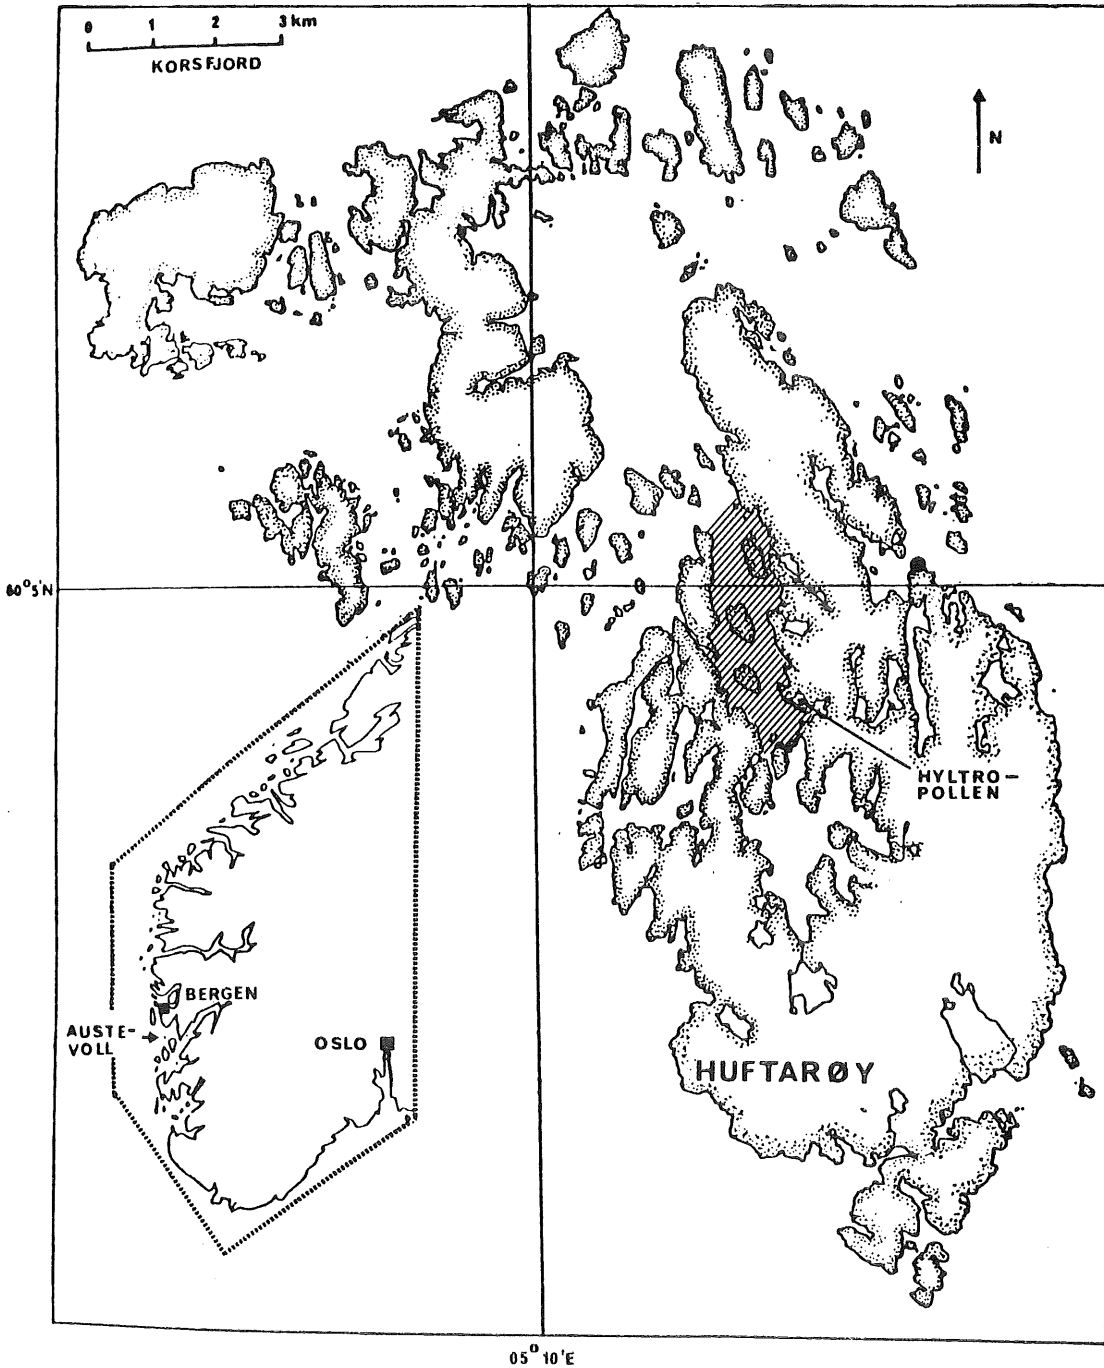 0 1 2 3 km
KORSFJORD
N
60°5'N
HYLTRO-
POLLEN
BERGEN
AUSTE-
VOLL
OSLO
HUFTARØY
05°10'E